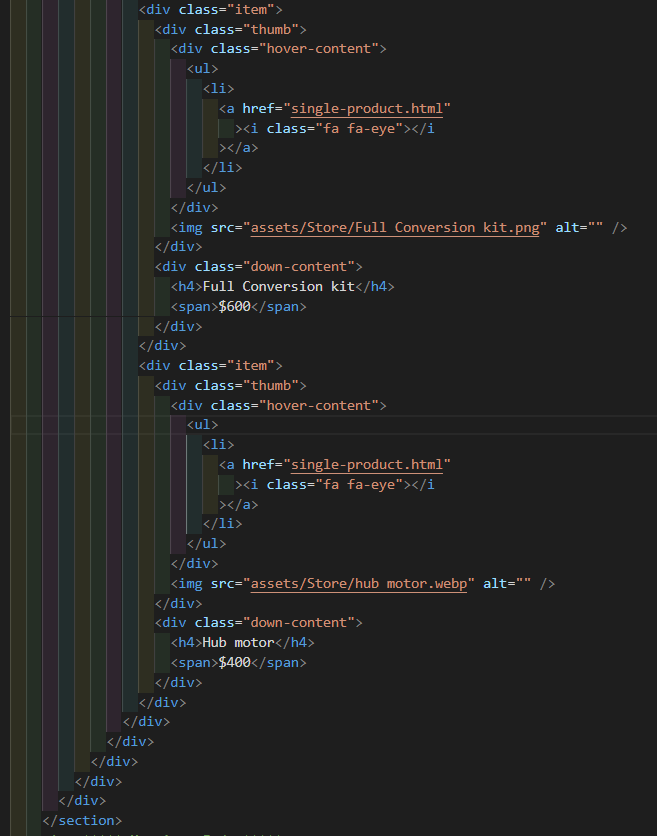 <div class="item">
<div class="thumb">
<div class="hover-content">
<ul>
<li>
<a href="single-product.html"
><i class="fa fa-eye"></i
></a>
</li>
</ul>
</div>
<img src="assets/Store/Full Conversion kit.png" alt="" />
</div>
<div class="down-content">
<h4>Full Conversion kit</h4>
<span>$600</span>
</div>
</div>
<div class="item">
<div class="thumb">
<div class="hover-content">
<ul>
<li>
<a href="single-product.html"
><i class="fa fa-eye"></i
></a>
</li>
</ul>
</div>
<img src="assets/Store/hub motor.webp" alt="" />
</div>
<div class="down-content">
<h4>Hub motor</h4>
<span>$400</span>
</div>
</div>
</div>
</div>
</div>
</div>
</div>
</section>